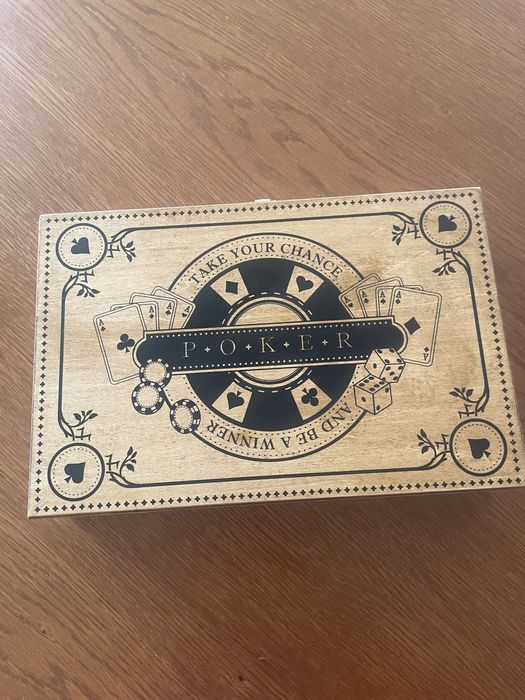 TAKE YOUR CHANCE
P•O•K•E•R
AND BE A WINNER